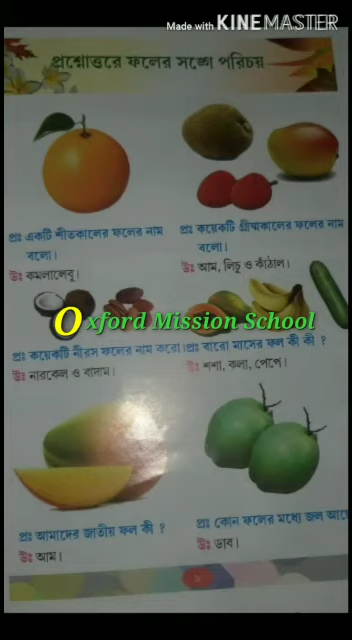 Made with KINEMASTER
প্রশ্নোত্তরে ফলের সঙ্গে পরিচয়
প্রঃ একটি শীতকালের ফলের নাম
বলো।
উঃ কমলালেবু।
প্রঃ কয়েকটি গ্রীষ্মকালের ফলের নাম
বলো।
উঃ আম, লিচু ও কাঁঠাল।
Oxford Mission School
প্রঃ কয়েকটি নীরস ফলের নাম করো।
উঃ নারকেল ও বাদাম।
প্রঃ বারো মাসের ফল কী কী ?
উঃ শশা, কলা, পেপে।
প্রঃ আমাদের জাতীয় ফল কী ?
উঃ আম।
প্রঃ কোন ফলের মধ্যে জল
উঃ ডাব।